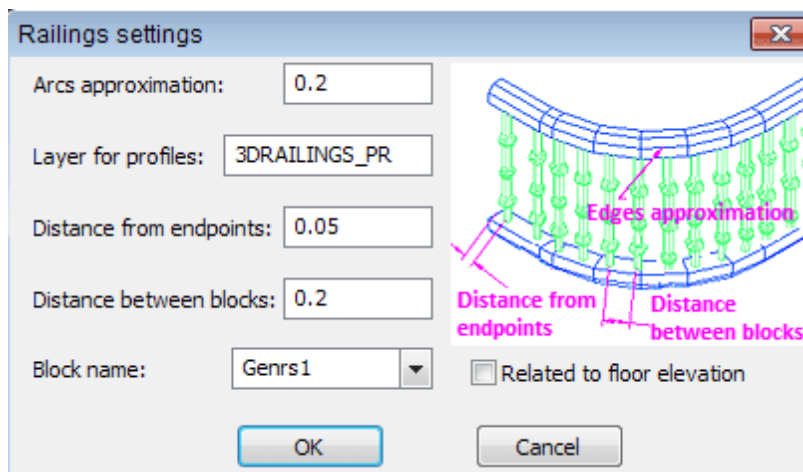 Railings settings
Arcs approximation:
0.2
Layer for profiles:
3DRAILINGS_PR
Distance from endpoints:
0.05
Distance between blocks:
0.2
Block name:
Genrs1
Edges approximation
Distance from
endpoints
Distance
between blocks
Related to floor elevation
OK
Cancel